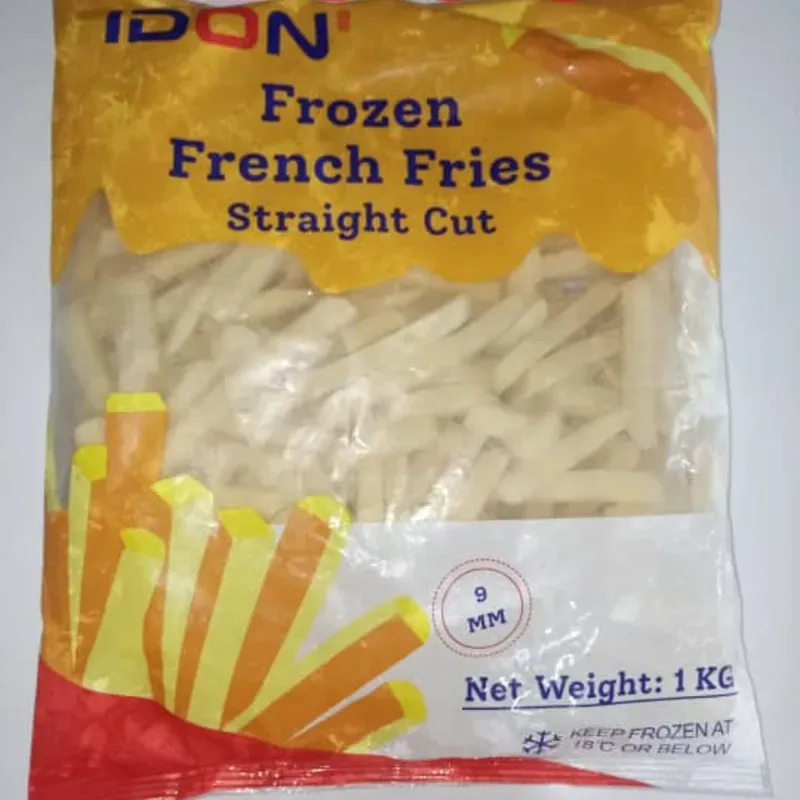 IDON'
Frozen
French Fries
Straight Cut
9
MM
Net Weight: 1 KG
KEEP FROZEN AT
18°C OR BELOW